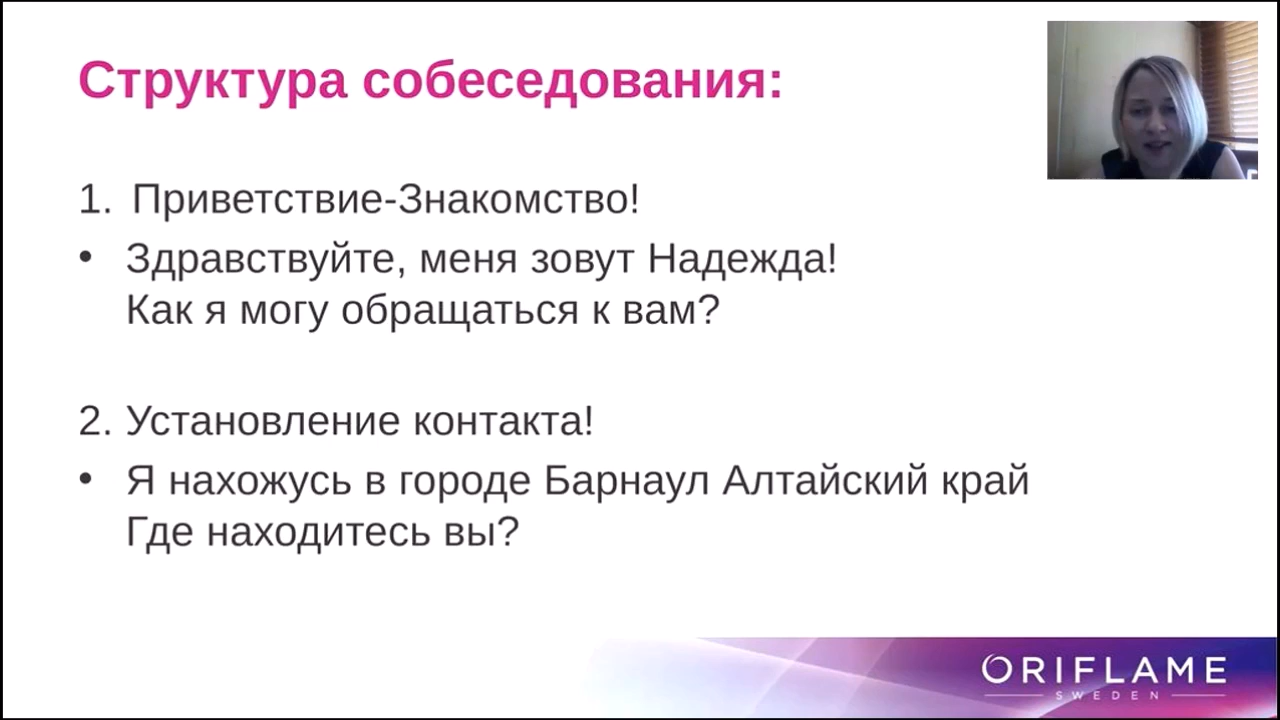 Структура собеседования:
1. Приветствие-Знакомство!
• Здравствуйте, меня зовут Надежда!
Как я могу обращаться к вам?
2. Установление контакта!
• Я нахожусь в городе Барнаул Алтайский край
Где находитесь вы?
ORIFLAME
SWEDEN